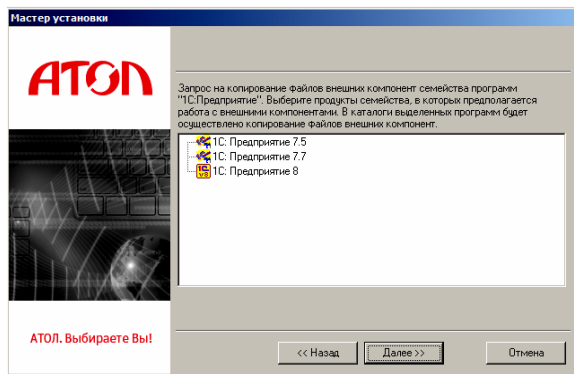 Мастер установки
АТОЛ
Запрос на копирование файлов внешних компонент семейства программ
"1С:Предприятие". Выберите продукты семейства, в которых предполагается
работа с внешними компонентами. В каталоги выделенных программ будет
осуществлено копирование файлов внешних компонент.
1С: Предприятие 7.5
1С: Предприятие 7.7
1С: Предприятие 8
АТОЛ. Выбираете Вы!
<< Назад
Далее >>
Отмена